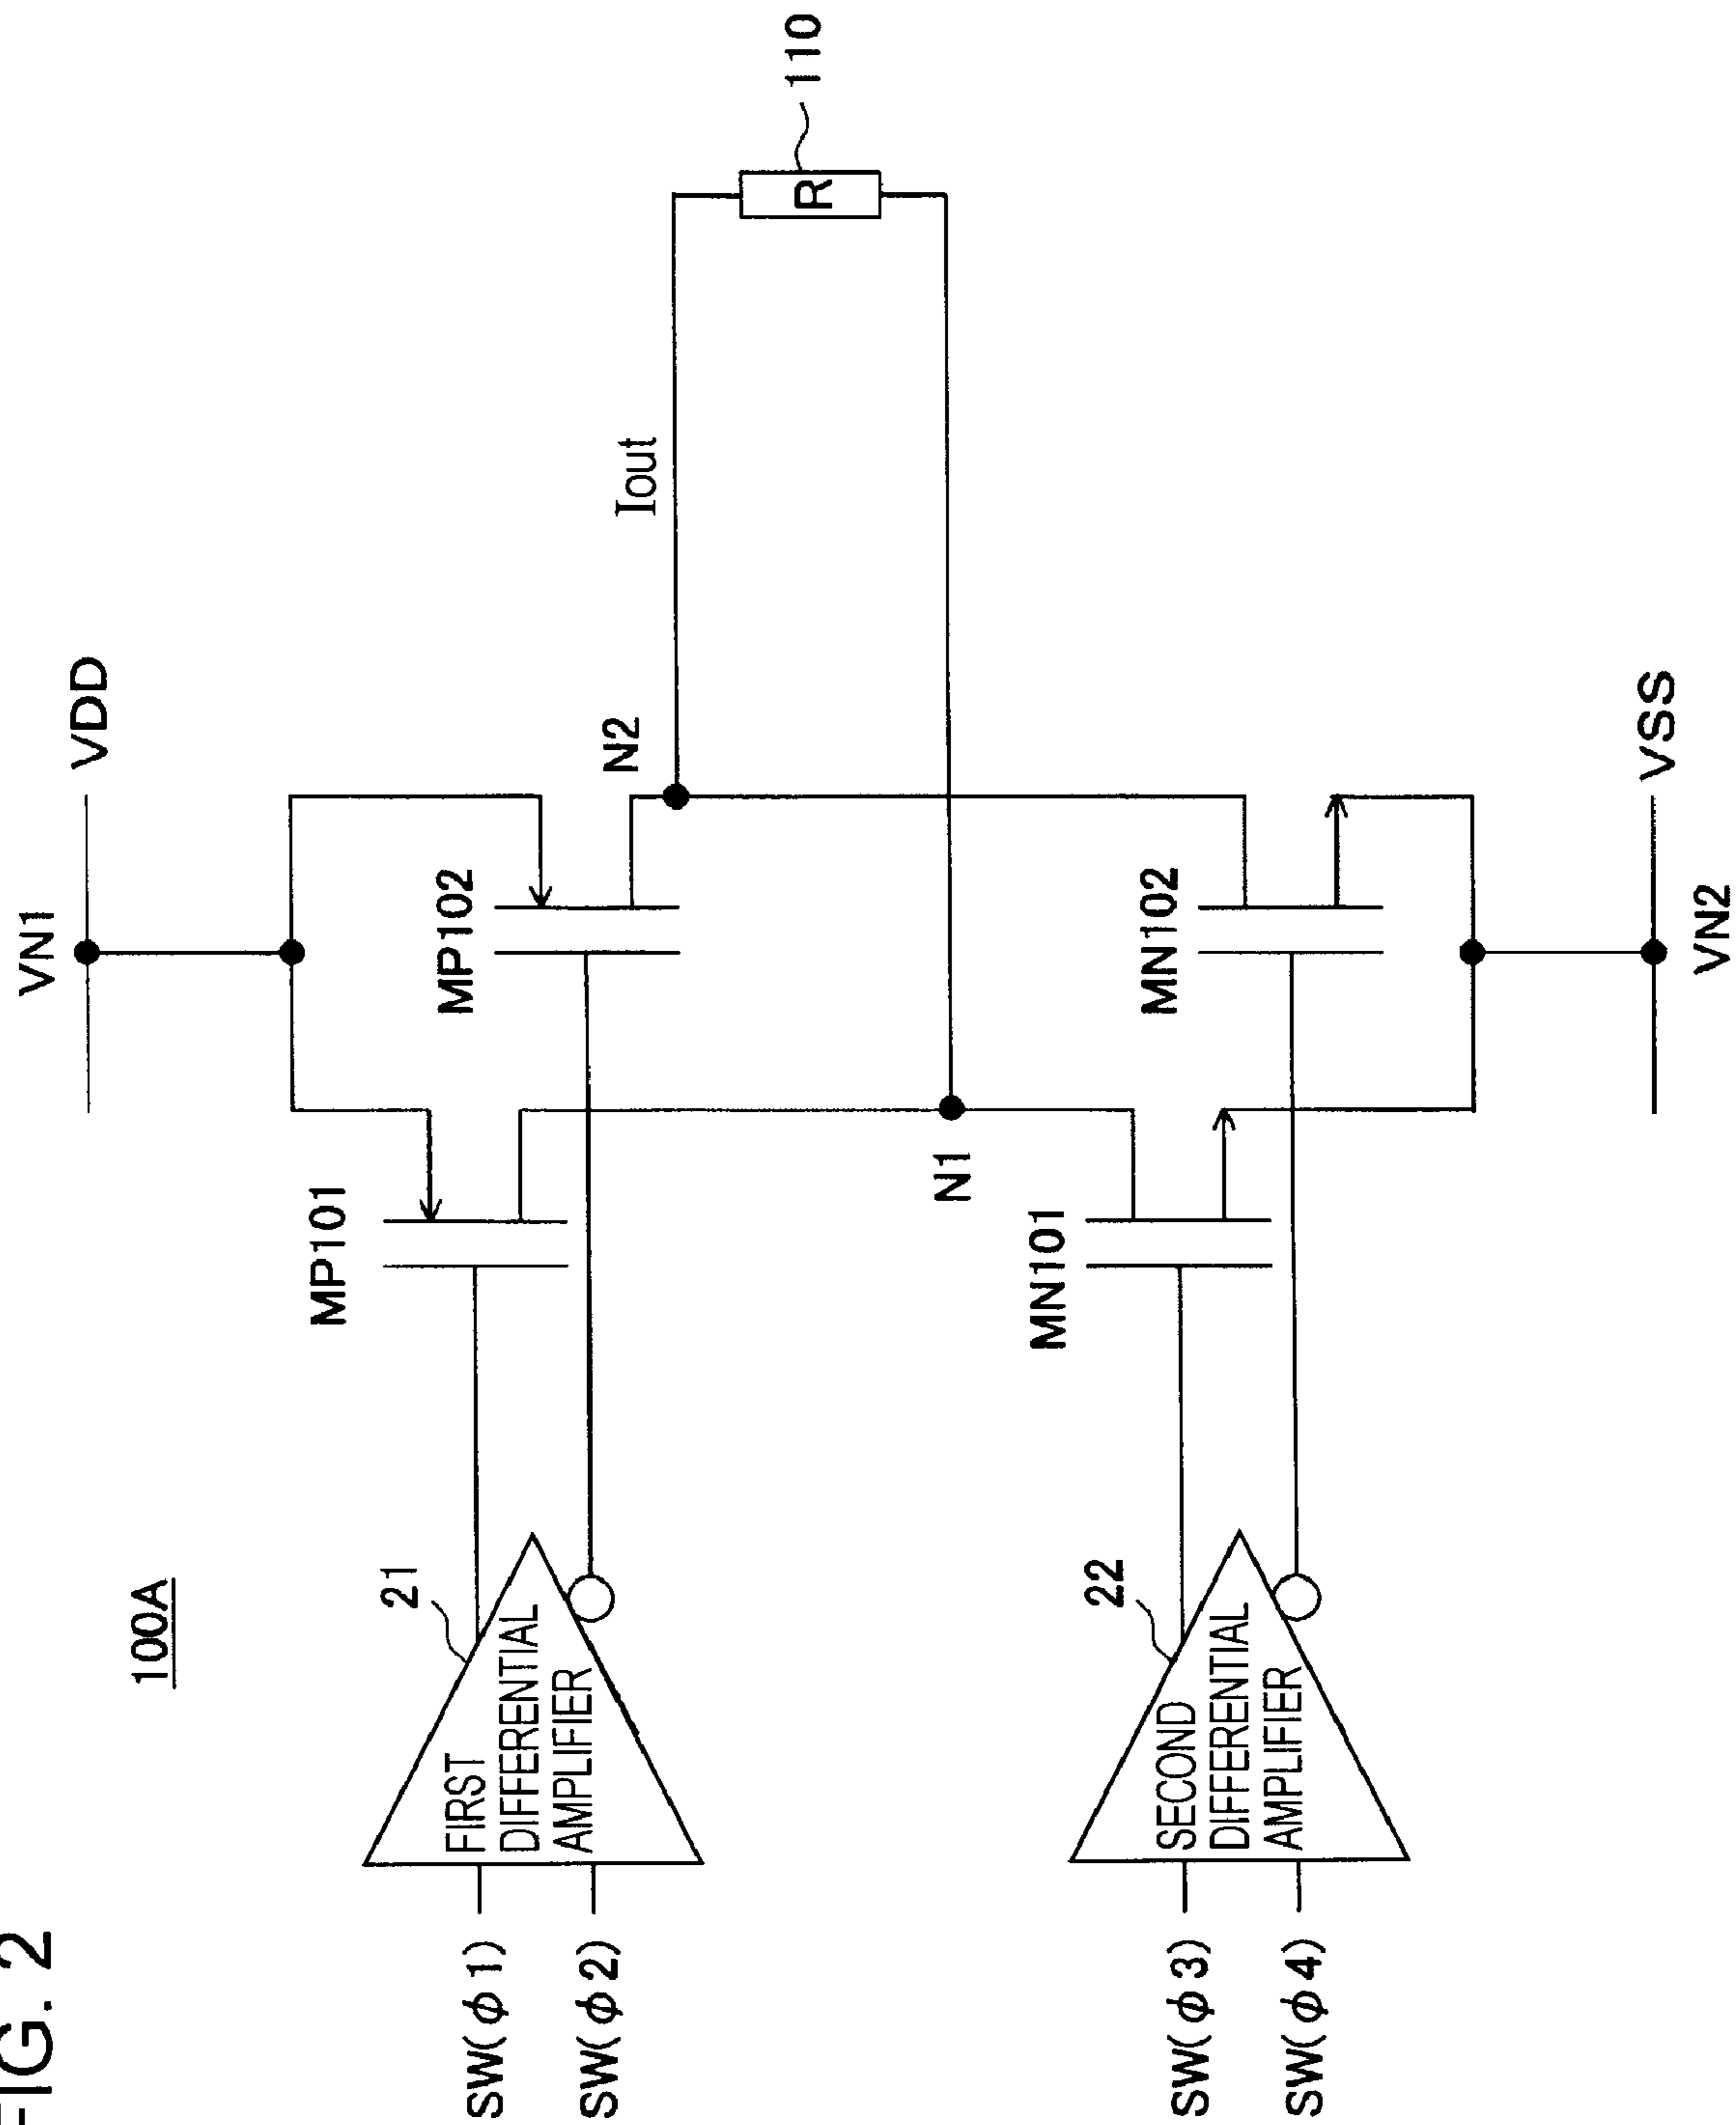 FIG. 2
100A
VN1
VDD
MP101
MP102
N2
Iout
R
110
N1
MN101
MN102
VSS
VN2
21
FIRST
DIFFERENTIAL
AMPLIFIER
SW(φ1)
SW(φ2)
22
SECOND
DIFFERENTIAL
AMPLIFIER
SW(φ3)
SW(φ4)